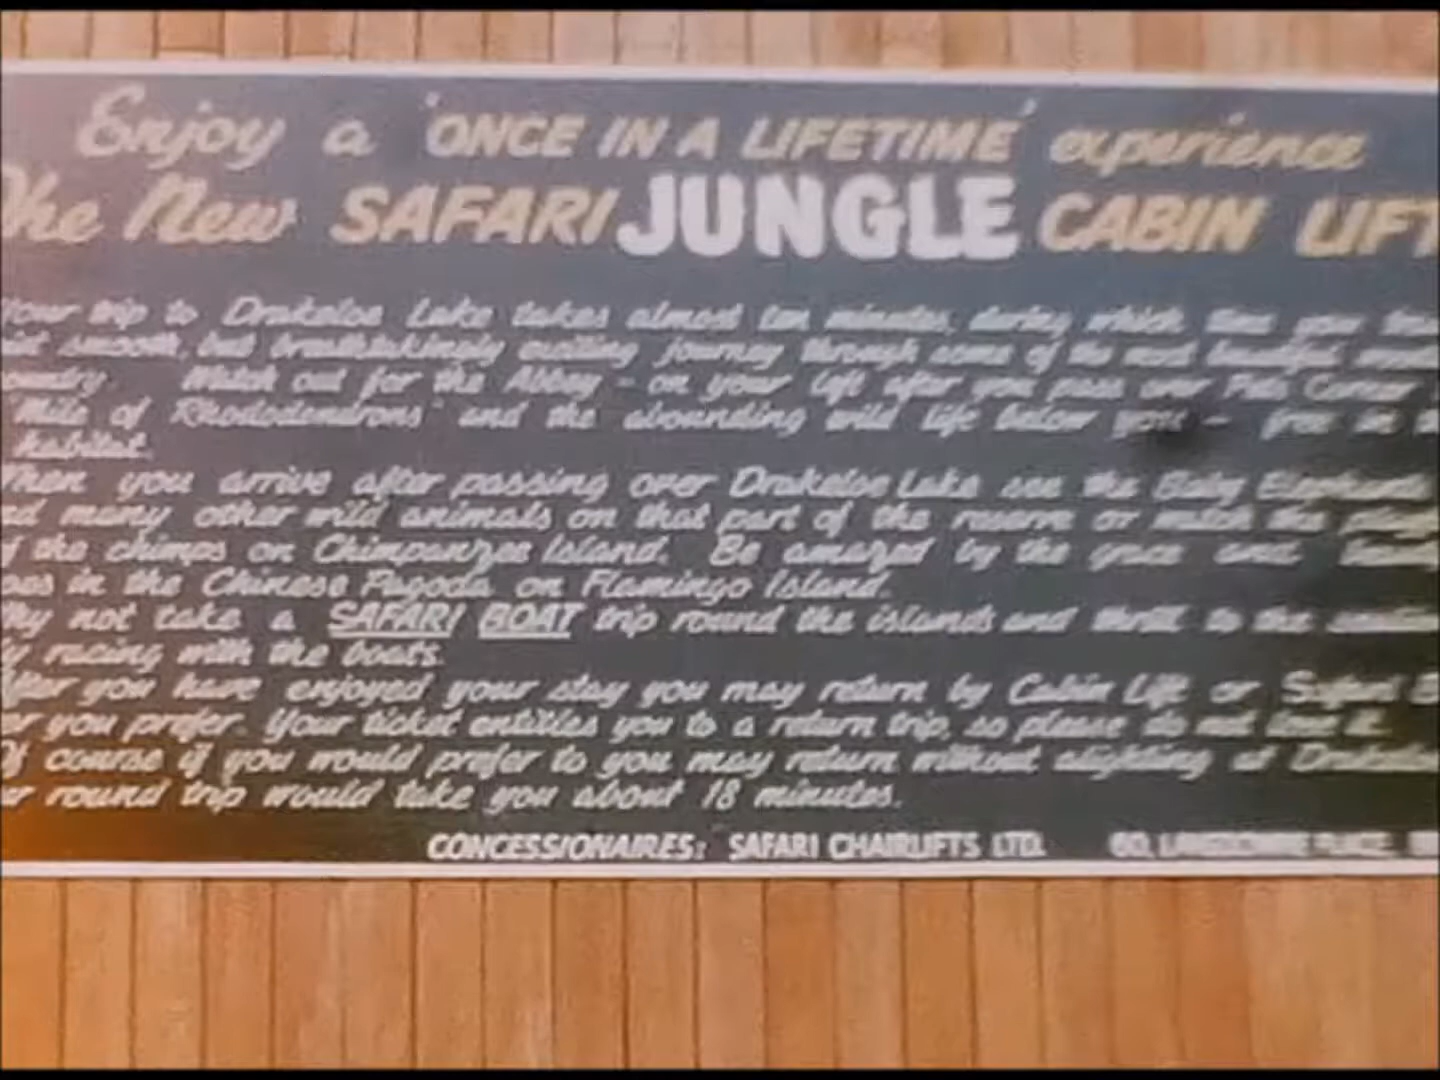 Enjoy a 'ONCE IN A LIFETIME' experience
The New SAFARI JUNGLE CABIN LIFT
Your trip to Drakelow Lake takes almost ten minutes, during which time you
smooth, but breathtakingly exciting journey through some of the most beautiful,
Watch out for the Abbey - on your left after you pass over Pets Corner
Mile of Rhododendrons" and the abounding wild life below you - free in
habitat.
When you arrive after passing over Drakelow Lake see the Baby Elephants
many other wild animals on that part of the reserve or watch the
the chimps on Chimpanzee Island. Be amazed by the grace and
in the Chinese Pagoda on Flamingo Island.
Why not take a SAFARI BOAT trip round the islands and thrill to the
racing with the boats.
After you have enjoyed your stay you may return by Cabin Lift or Safari
you prefer. Your ticket entitles you to a return trip, so please do not lose it.
Of course if you would prefer to you may return without alighting at
round trip would take you about 18 minutes.
CONCESSIONAIRES: SAFARI CHAIRLIFTS LTD. 60, LANSDOWNE PLACE,